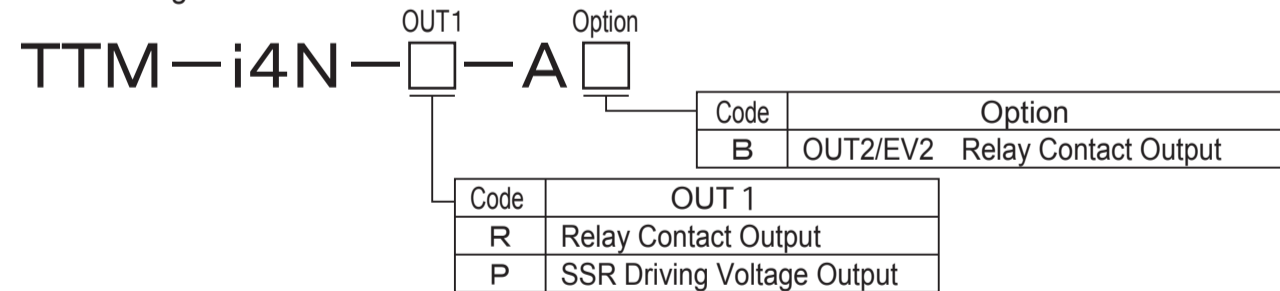 OUT1 Option
TTM－i4N－□－A□
Code Option
B OUT2/EV2 Relay Contact Output
Code OUT 1
R Relay Contact Output
P SSR Driving Voltage Output